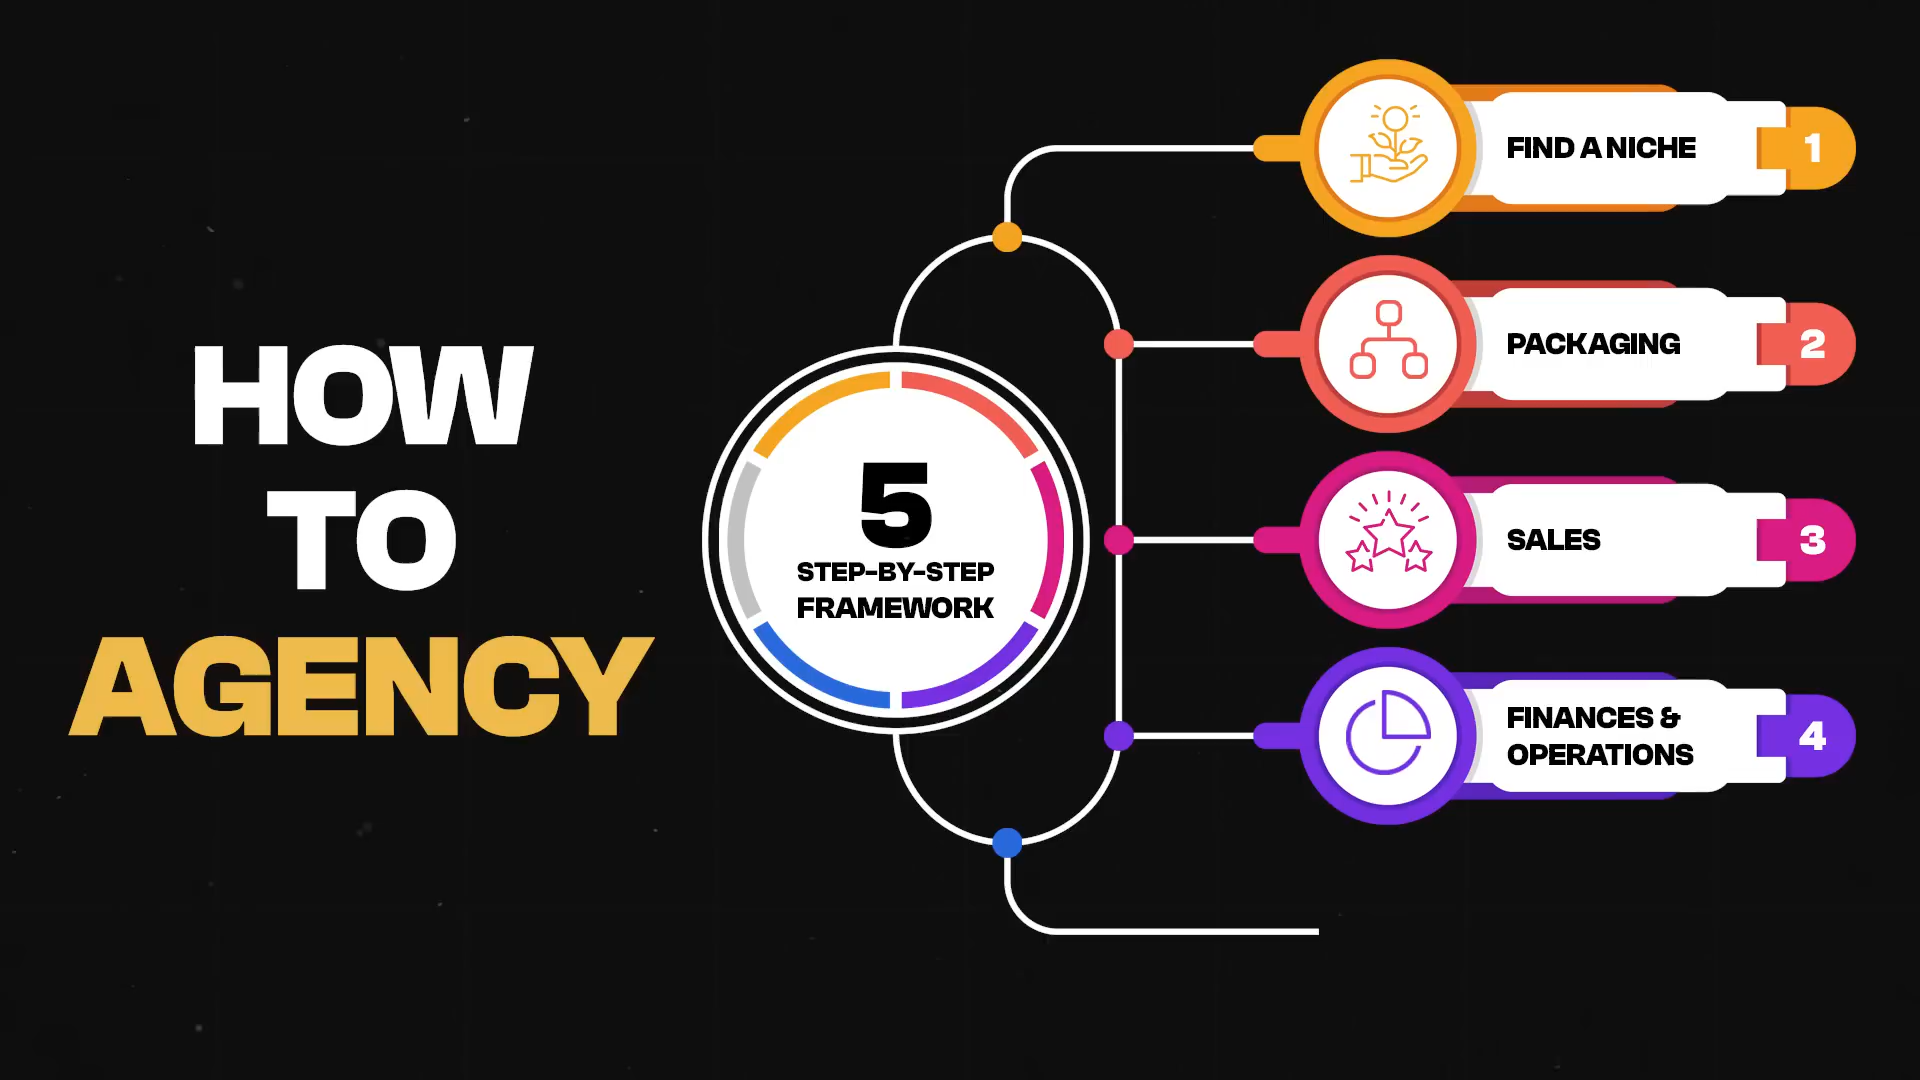 HOW
TO
AGENCY
5
STEP-BY-STEP
FRAMEWORK
FIND A NICHE
1
PACKAGING
2
SALES
3
FINANCES &
OPERATIONS
4